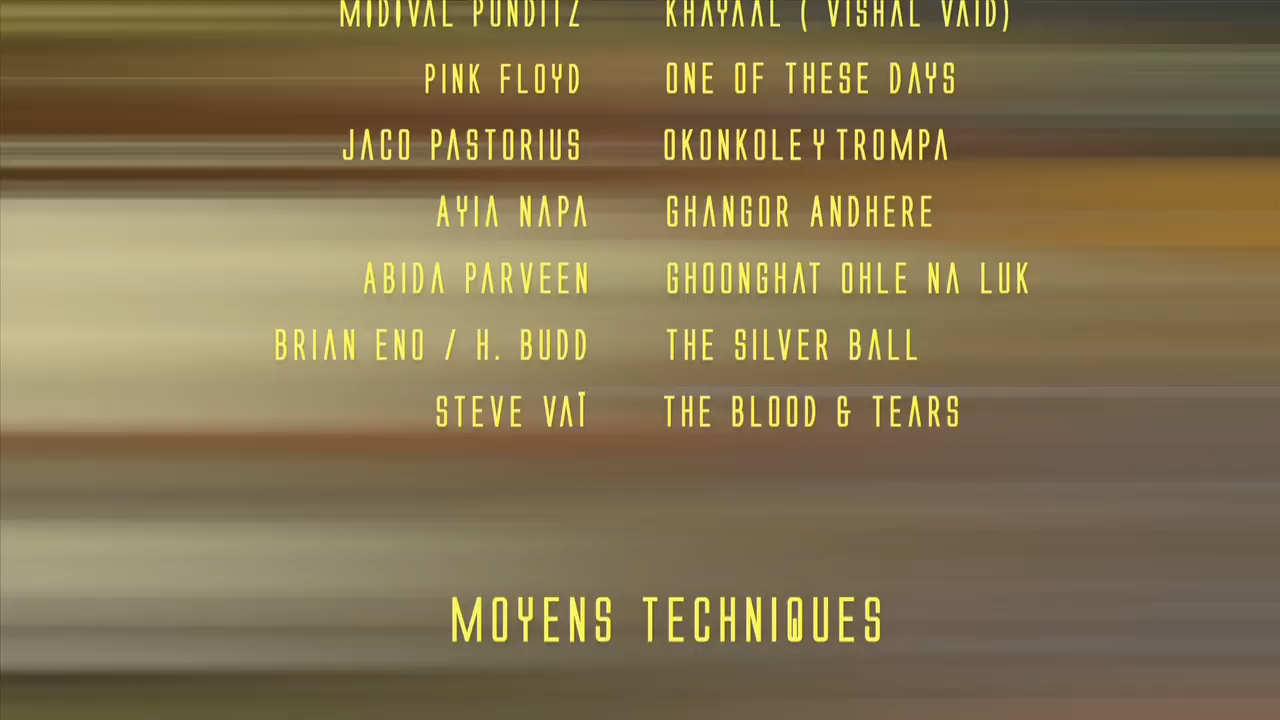 MIDIVAL PUNDITZ KHAYAAL ( VISHAL VAID)
PINK FLOYD ONE OF THESE DAYS
JACO PASTORIUS OKONKOLE Y TROMPA
AYIA NAPA GHANGOR ANDHERE
ABIDA PARVEEN GHOONGHAT OHLE NA LUK
BRIAN ENO / H. BUDD THE SILVER BALL
STEVE VAÏ THE BLOOD & TEARS
MOYENS TECHNIQUES